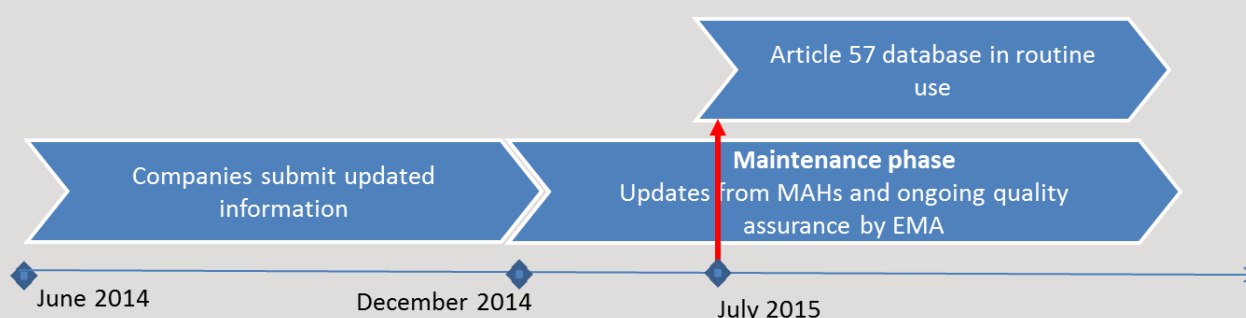 Article 57 database in routine
use
Companies submit updated
information
Maintenance phase
Updates from MAHs and ongoing quality
assurance by EMA
June 2014
December 2014
July 2015